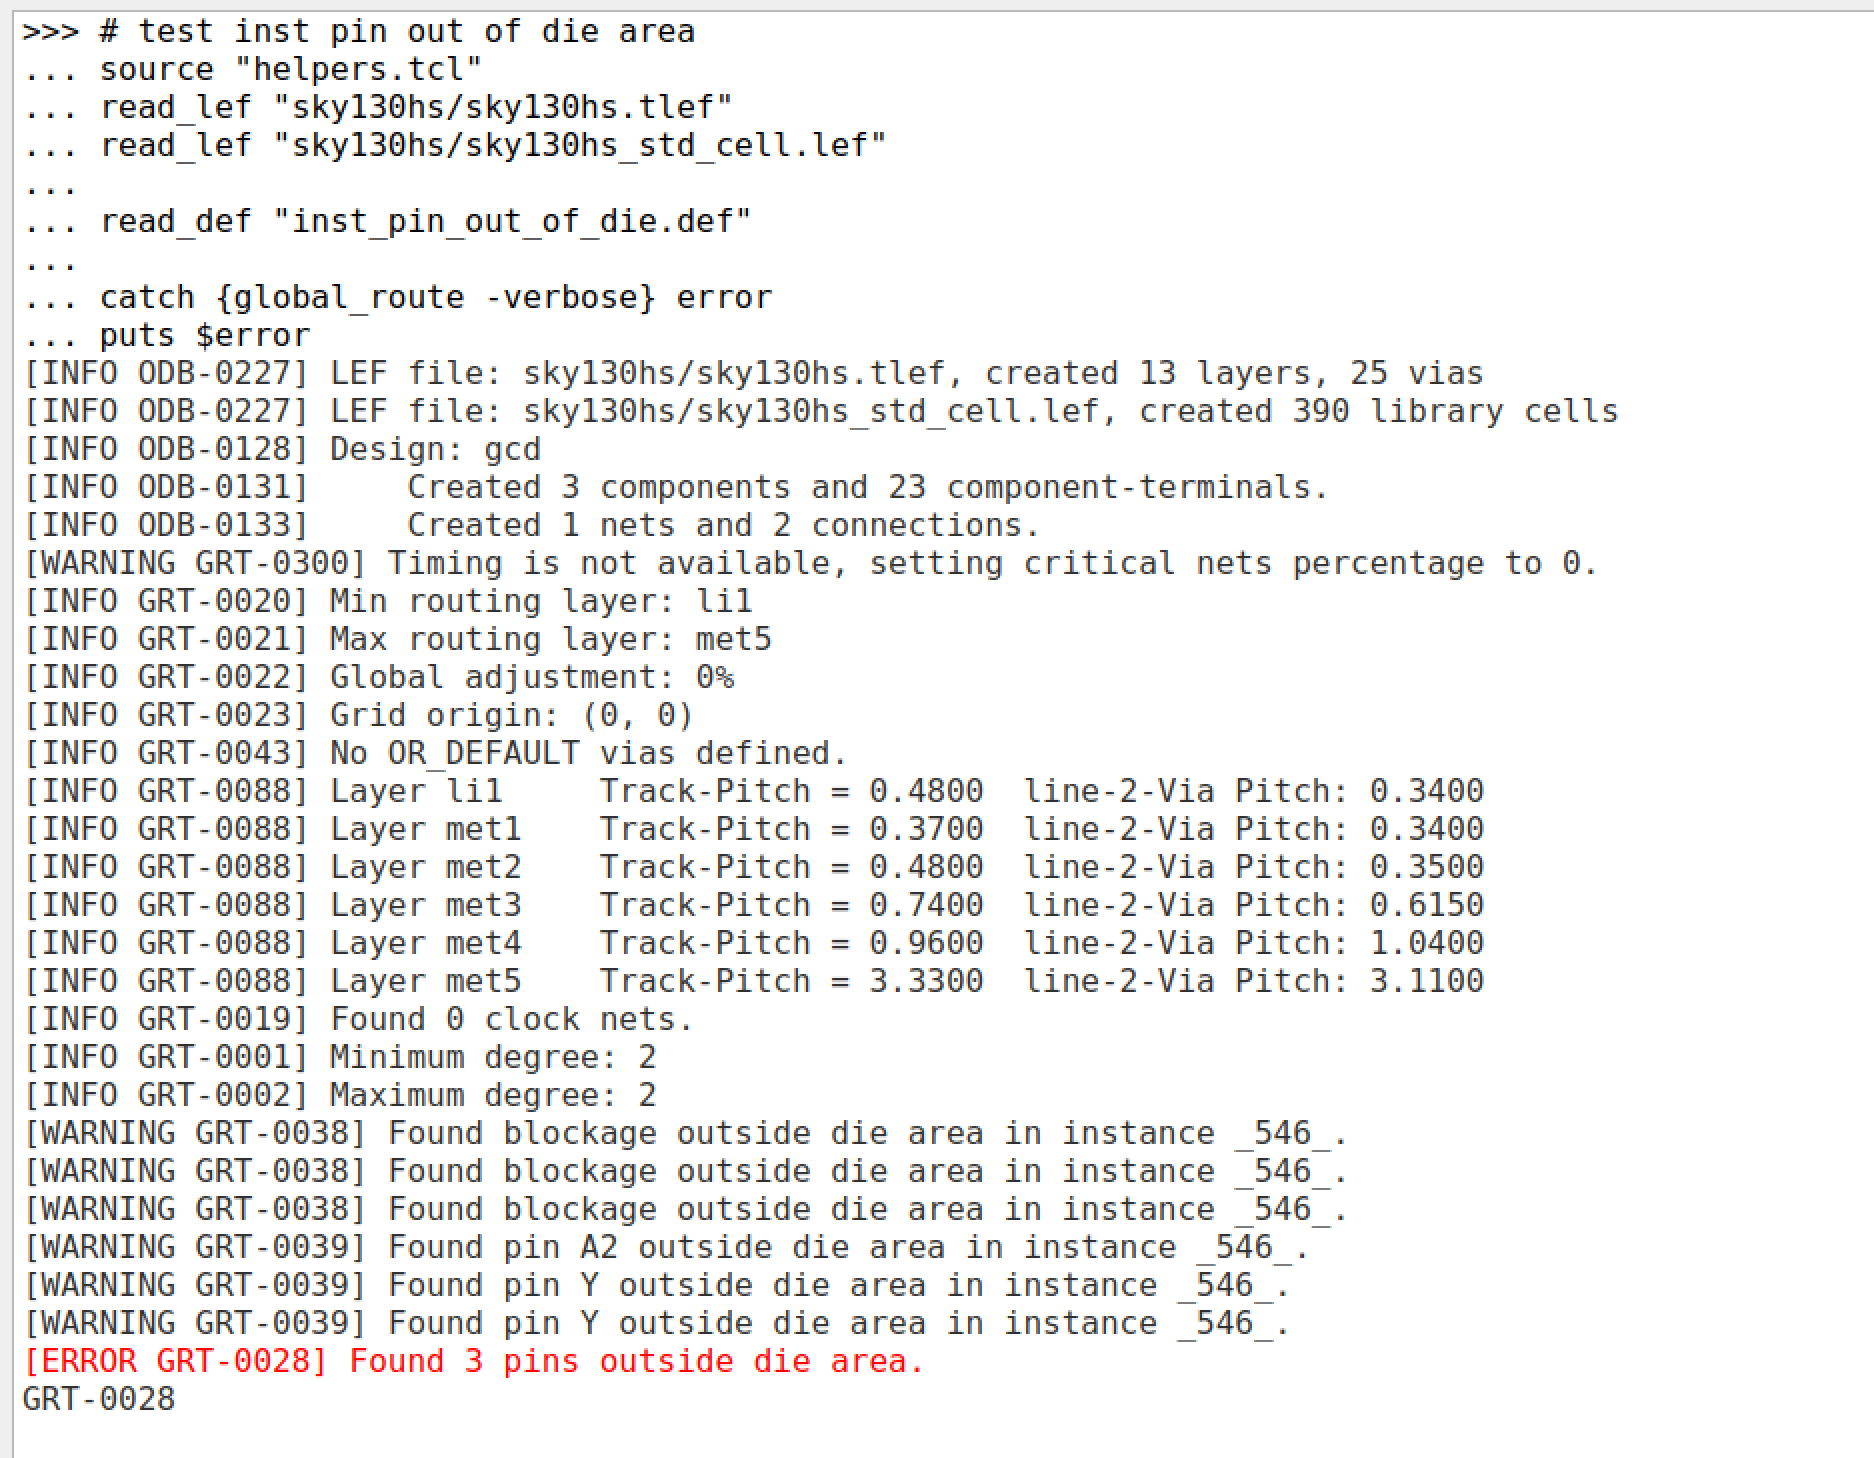 >>> # test inst pin out of die area
... source "helpers.tcl"
... read_lef "sky130hs/sky130hs.tlef"
... read_lef "sky130hs/sky130hs_std_cell.lef"
...
... read_def "inst_pin_out_of_die.def"
...
... catch {global_route -verbose} error
... puts $error
[INFO ODB-0227] LEF file: sky130hs/sky130hs.tlef, created 13 layers, 25 vias
[INFO ODB-0227] LEF file: sky130hs/sky130hs_std_cell.lef, created 390 library cells
[INFO ODB-0128] Design: gcd
[INFO ODB-0131]     Created 3 components and 23 component-terminals.
[INFO ODB-0133]     Created 1 nets and 2 connections.
[WARNING GRT-0300] Timing is not available, setting critical nets percentage to 0.
[INFO GRT-0020] Min routing layer: li1
[INFO GRT-0021] Max routing layer: met5
[INFO GRT-0022] Global adjustment: 0%
[INFO GRT-0023] Grid origin: (0, 0)
[INFO GRT-0043] No OR_DEFAULT vias defined.
[INFO GRT-0088] Layer li1     Track-Pitch = 0.4800  line-2-Via Pitch: 0.3400
[INFO GRT-0088] Layer met1    Track-Pitch = 0.3700  line-2-Via Pitch: 0.3400
[INFO GRT-0088] Layer met2    Track-Pitch = 0.4800  line-2-Via Pitch: 0.3500
[INFO GRT-0088] Layer met3    Track-Pitch = 0.7400  line-2-Via Pitch: 0.6150
[INFO GRT-0088] Layer met4    Track-Pitch = 0.9600  line-2-Via Pitch: 1.0400
[INFO GRT-0088] Layer met5    Track-Pitch = 3.3300  line-2-Via Pitch: 3.1100
[INFO GRT-0019] Found 0 clock nets.
[INFO GRT-0001] Minimum degree: 2
[INFO GRT-0002] Maximum degree: 2
[WARNING GRT-0038] Found blockage outside die area in instance _546_.
[WARNING GRT-0038] Found blockage outside die area in instance _546_.
[WARNING GRT-0038] Found blockage outside die area in instance _546_.
[WARNING GRT-0039] Found pin A2 outside die area in instance _546_.
[WARNING GRT-0039] Found pin Y outside die area in instance _546_.
[WARNING GRT-0039] Found pin Y outside die area in instance _546_.
[ERROR GRT-0028] Found 3 pins outside die area.
GRT-0028